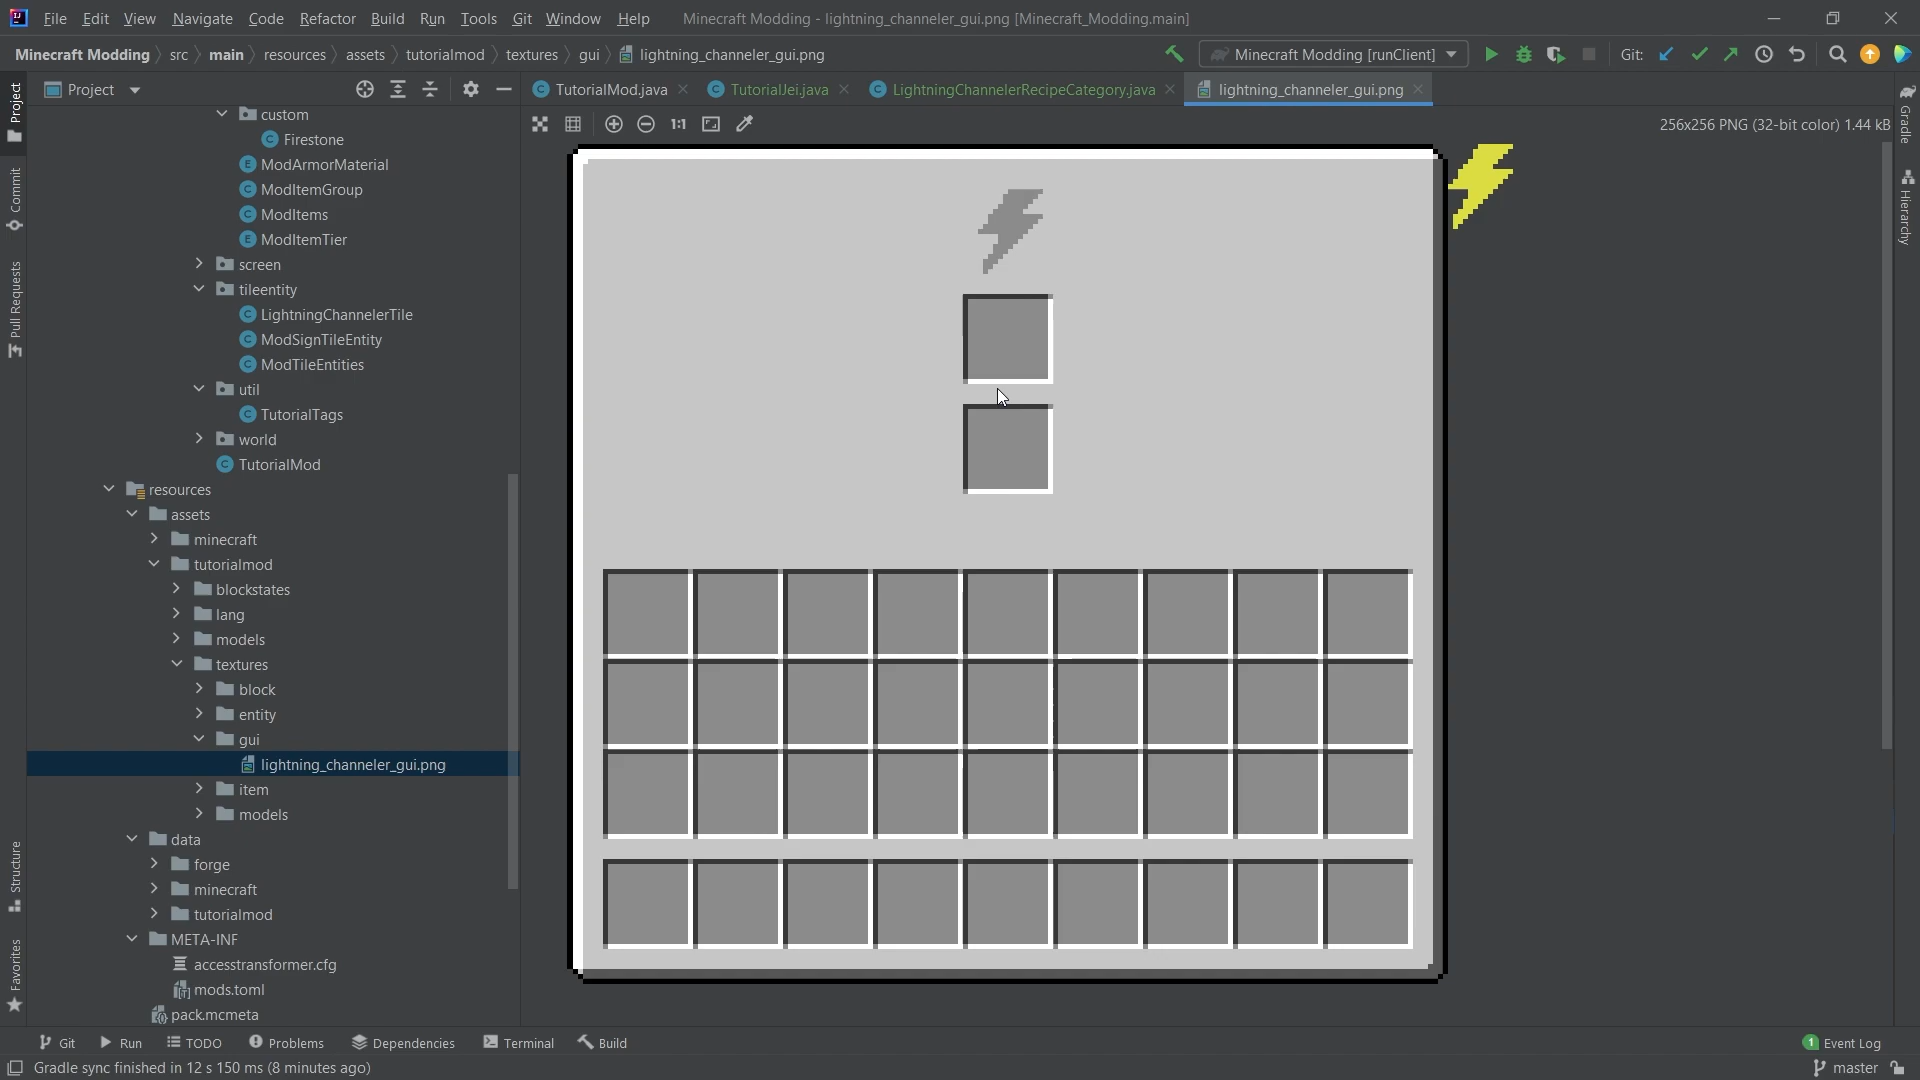 File Edit View Navigate Code Refactor Build Run Tools Git Window Help Minecraft Modding - lightning_channeler_gui.png [Minecraft_Modding.main]
Minecraft Modding src main resources assets tutorialmod textures gui lightning_channeler_gui.png Minecraft Modding [runClient] Git:
Project TutorialMod.java TutorialJei.java LightningChannelerRecipeCategory.java lightning_channeler_gui.png
1:1 256x256 PNG (32-bit color) 1.44 kB
custom
Firestone
ModArmorMaterial
ModItemGroup
ModItems
ModItemTier
screen
tileentity
LightningChannelerTile
ModSignTileEntity
ModTileEntities
util
TutorialTags
world
TutorialMod
resources
assets
minecraft
tutorialmod
blockstates
lang
models
textures
block
entity
gui
lightning_channeler_gui.png
item
models
data
forge
minecraft
tutorialmod
META-INF
accesstransformer.cfg
mods.toml
pack.mcmeta
Project
Commit
Pull Requests
Structure
Favorites
Gradle
Hierarchy
Git Run TODO Problems Dependencies Terminal Build 1 Event Log
Gradle sync finished in 12 s 150 ms (8 minutes ago) master